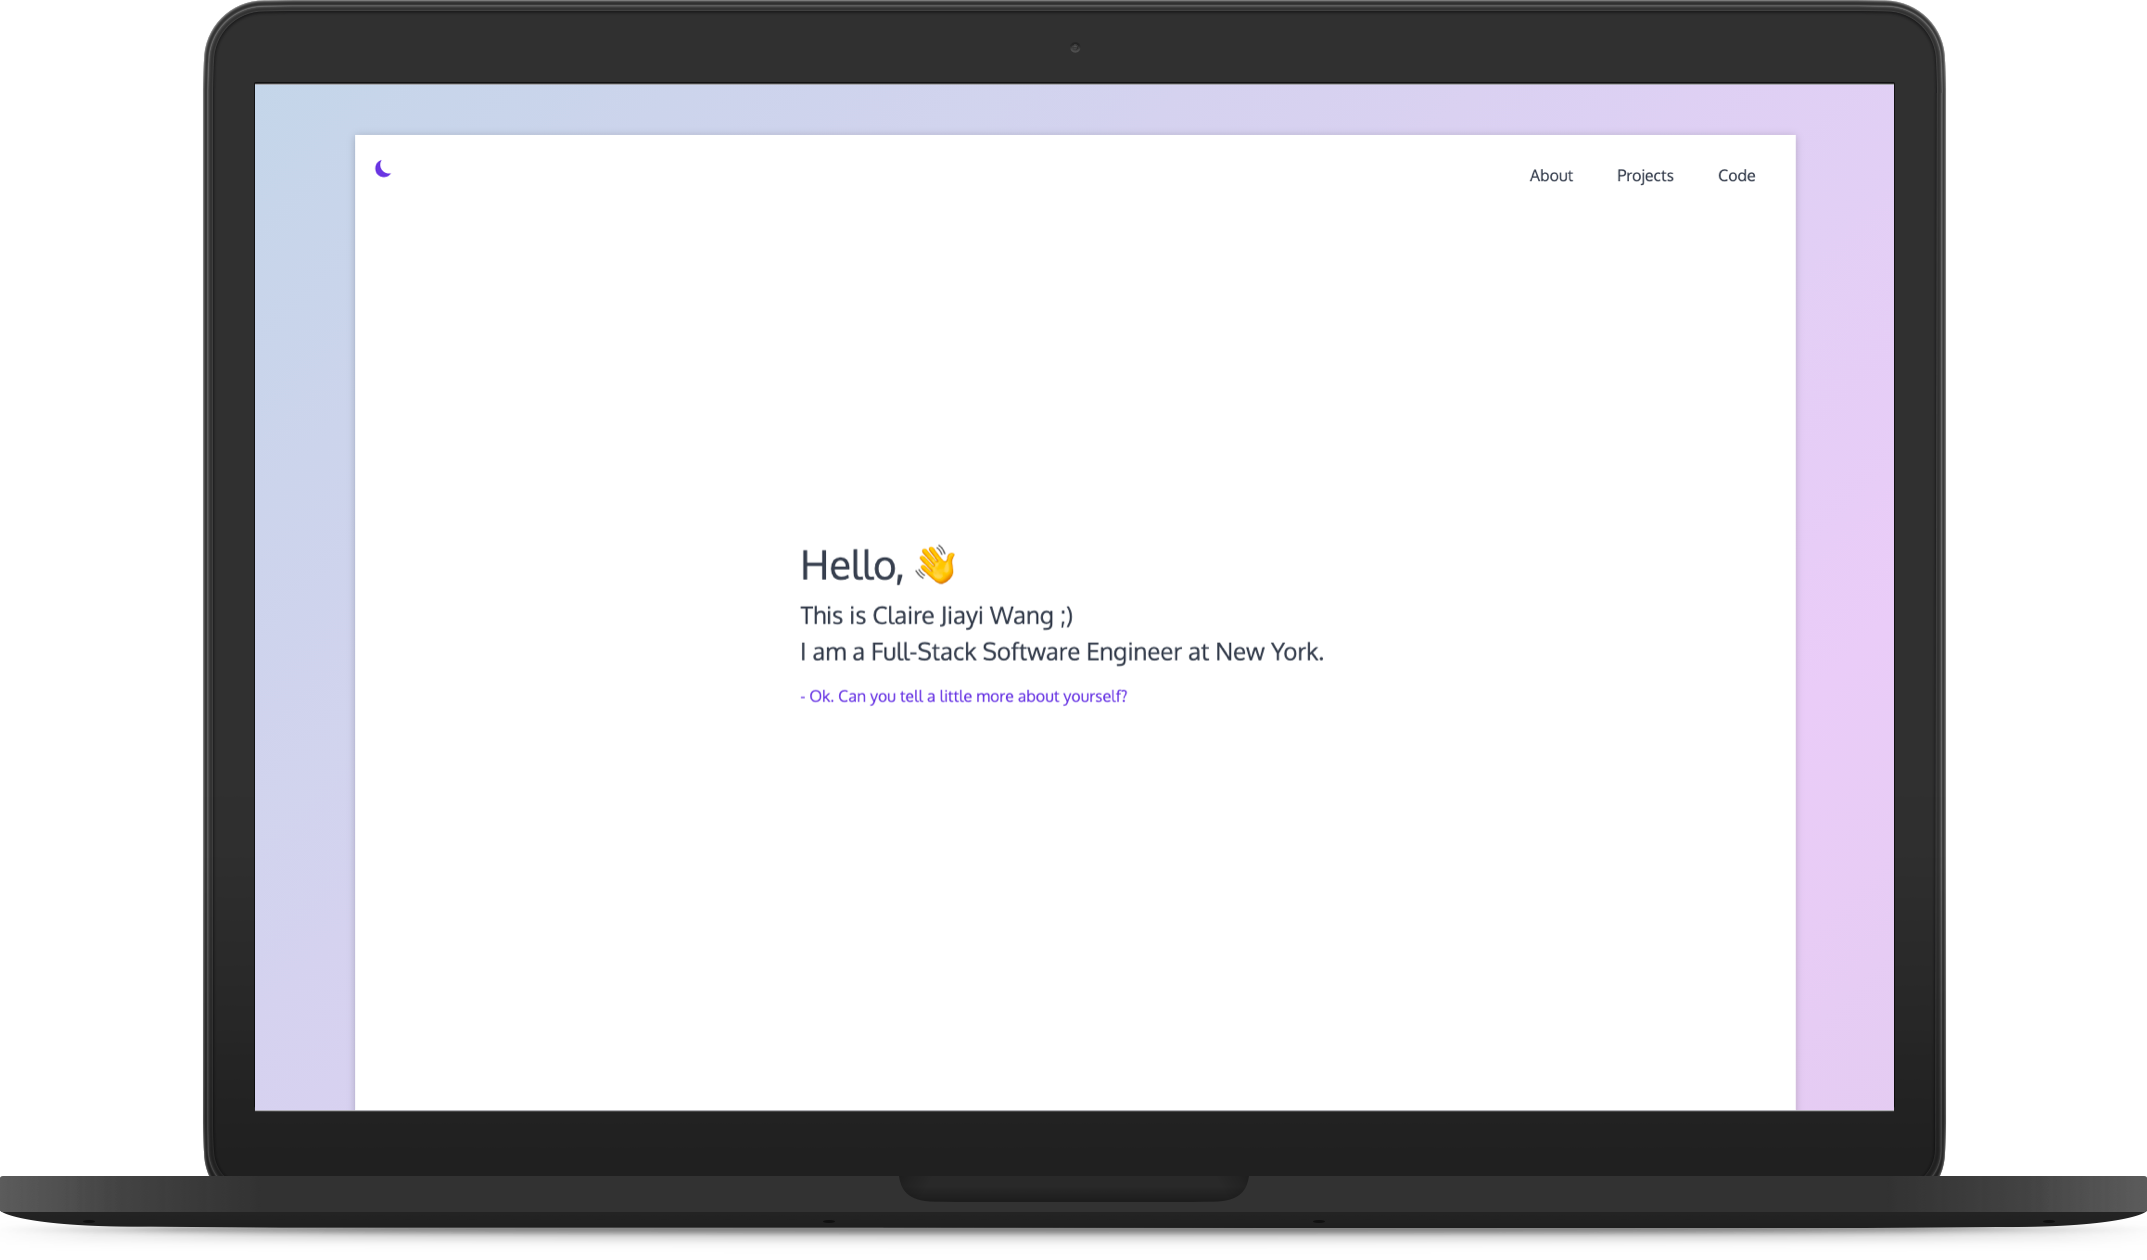 About Projects Code
Hello, 👋
This is Claire Jiayi Wang ;)
I am a Full-Stack Software Engineer at New York.
- Ok. Can you tell a little more about yourself?